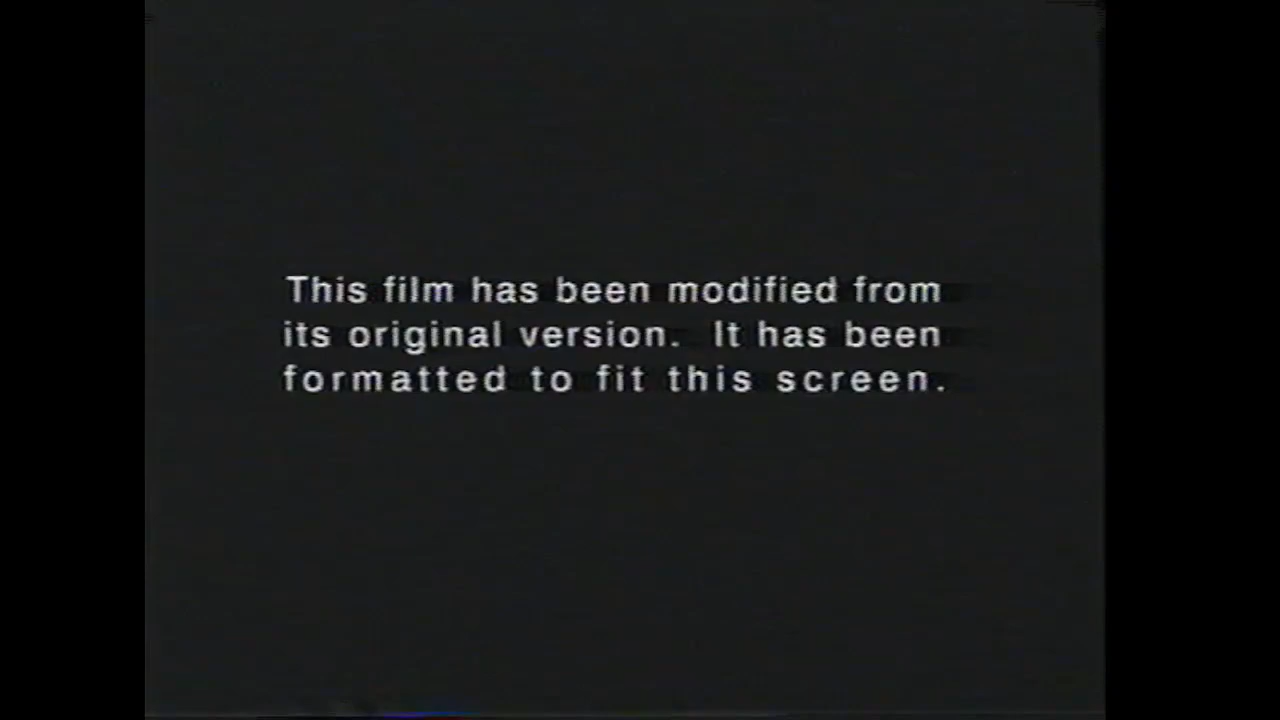 This film has been modified from
its original version.  It has been
formatted to fit this screen.